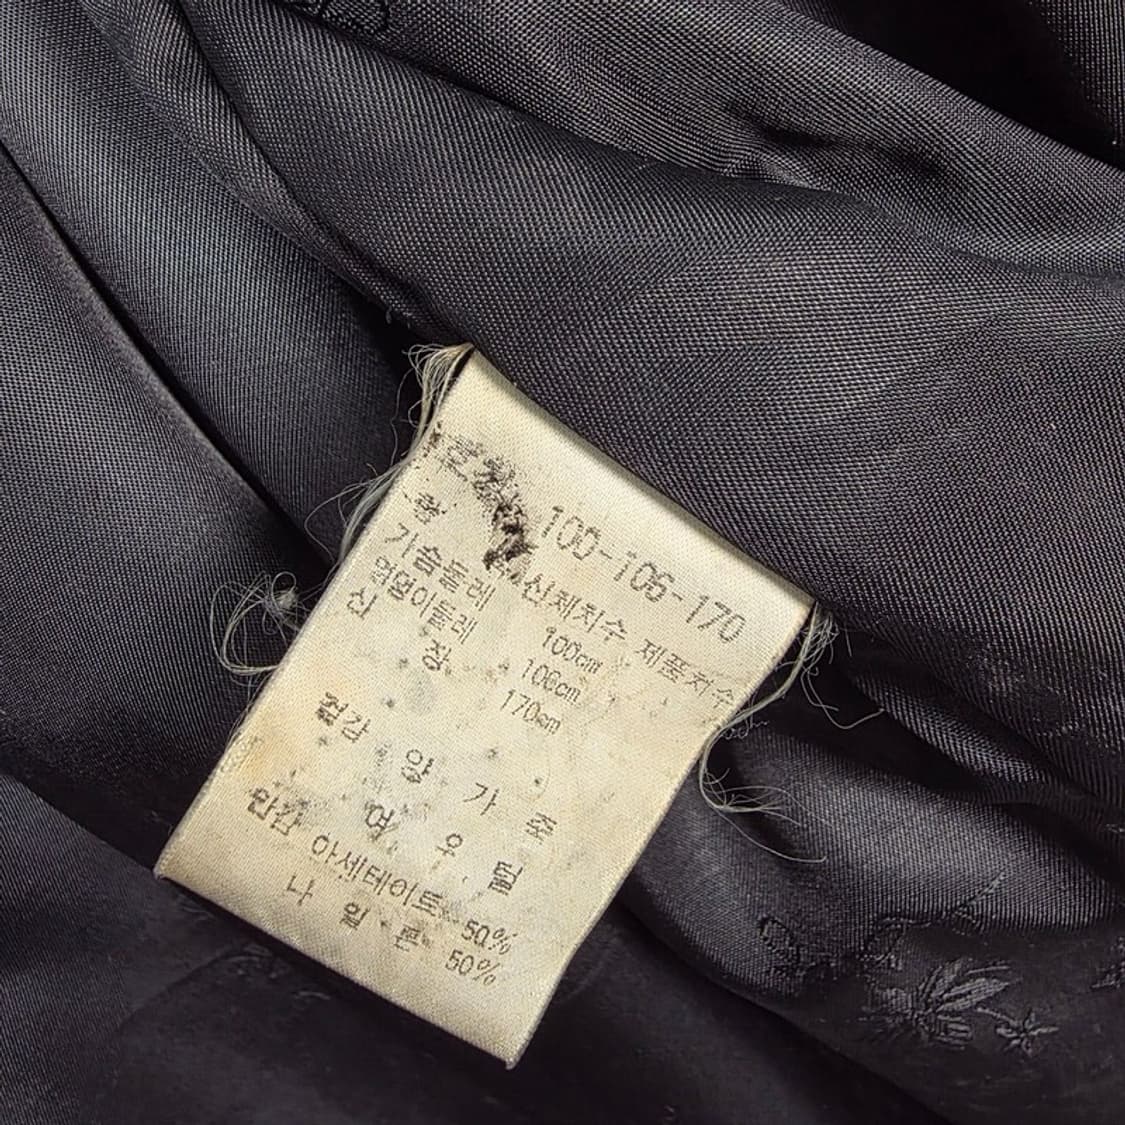 100-106-170
신체치수 제품치수
가슴둘레 100cm
엉덩이둘레 106cm
신 장 170cm
겉감 양 가 죽
여 우 털
안감 아세테이트 50%
나 일 론 50%